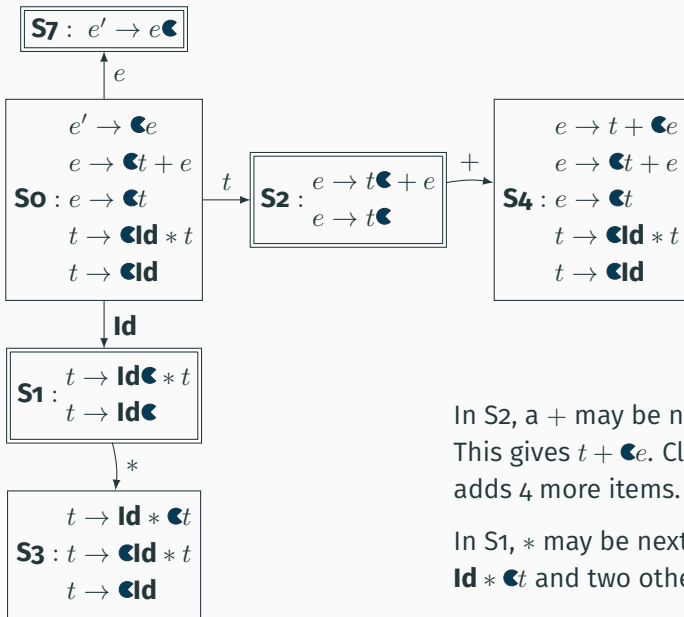 S7 : e′ → e
e
e′ → e
e → t + e
S0 : e → t
t → Id * t
t → Id
t
S2 : e → t + e
e → t
+
e → t + e
e → t + e
S4 : e → t
t → Id * t
t → Id
Id
S1 : t → Id * t
t → Id
*
t → Id * t
S3 : t → Id * t
t → Id
In S2, a + may be n
This gives t + e. Cl
adds 4 more items.
In S1, * may be next
Id * t and two othe